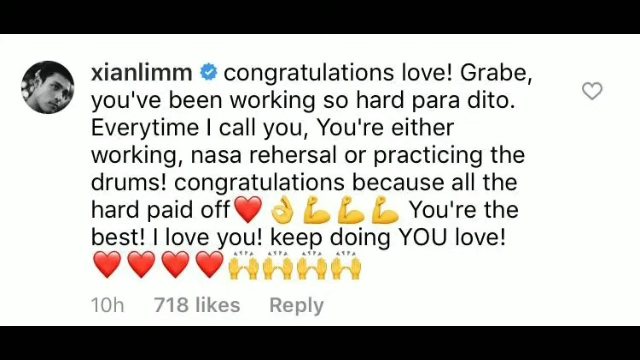 xianlimm congratulations love! Grabe,
you've been working so hard para dito.
Everytime I call you, You're either
working, nasa rehersal or practicing the
drums! congratulations because all the
hard paid off❤️👌💪💪💪 You're the
best! I love you! keep doing YOU love!
❤️❤️❤️❤️🙌🙌🙌🙌
10h 718 likes Reply